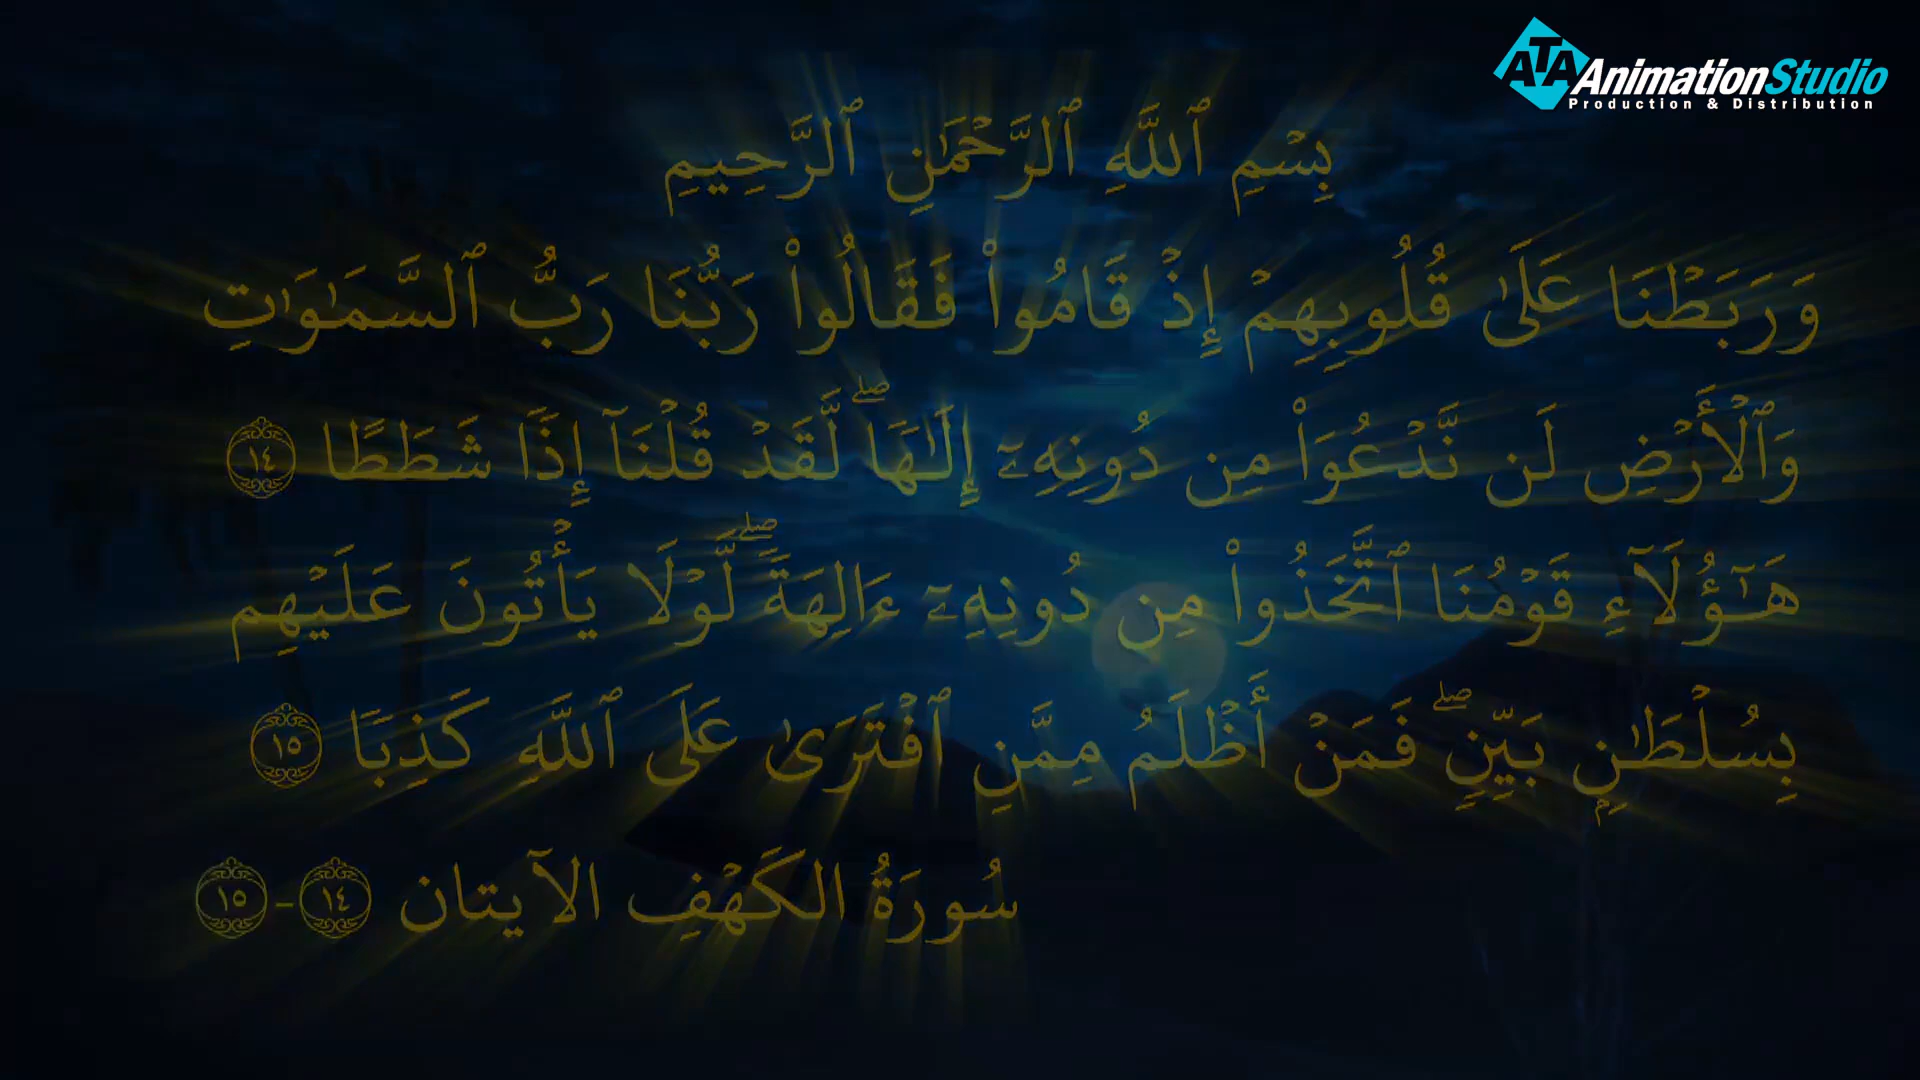 ATA AnimationStudio
Production & Distribution
بِسْمِ ٱللَّهِ ٱلرَّحْمَٰنِ ٱلرَّحِيمِ
وَرَبَطْنَا عَلَىٰ قُلُوبِهِمْ إِذْ قَامُوا۟ فَقَالُوا۟ رَبُّنَا رَبُّ ٱلسَّمَٰوَٰتِ
وَٱلْأَرْضِ لَن نَّدْعُوَا۟ مِن دُونِهِۦٓ إِلَٰهًا ۖ لَّقَدْ قُلْنَآ إِذًا شَطَطًا ١٤
هَٰٓؤُلَآءِ قَوْمُنَا ٱتَّخَذُوا۟ مِن دُونِهِۦٓ ءَالِهَةً ۖ لَّوْلَا يَأْتُونَ عَلَيْهِم
بِسُلْطَٰنٍۭ بَيِّنٍ ۖ فَمَنْ أَظْلَمُ مِمَّنِ ٱفْتَرَىٰ عَلَى ٱللَّهِ كَذِبًا ١٥
سُورَةُ الكَهْفِ الآيتان ١٤-١٥